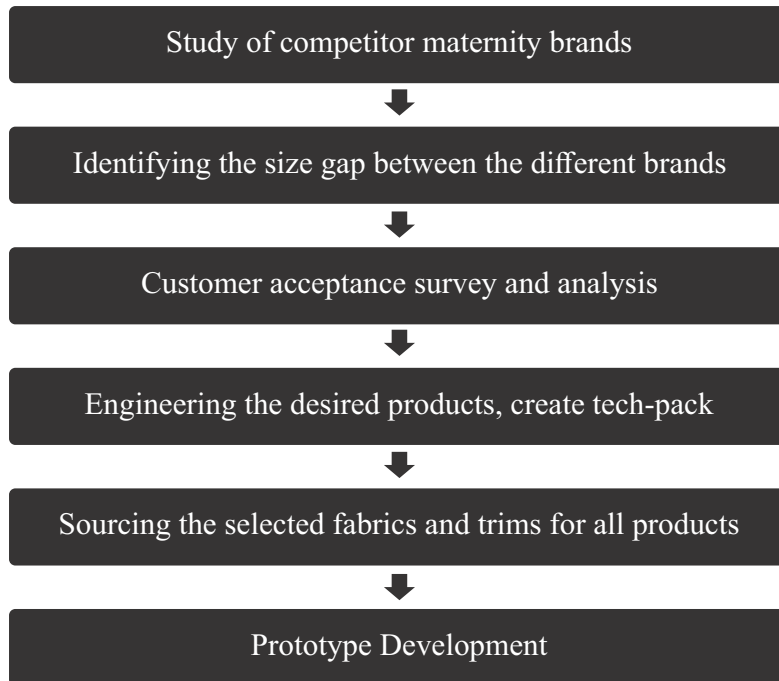 Study of competitor maternity brands
Identifying the size gap between the different brands
Customer acceptance survey and analysis
Engineering the desired products, create tech-pack
Sourcing the selected fabrics and trims for all products
Prototype Development